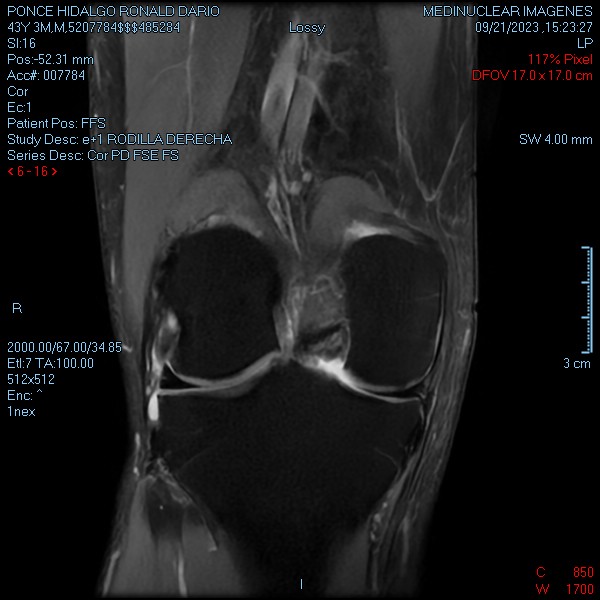 PONCE HIDALGO RONALD DARIO
43Y 3M,M,5207784$$$485284
Sl:16
Pos:-52.31 mm
Acc#: 007784
Cor
Ec:1
Patient Pos: FFS
Study Desc: e+1 RODILLA DERECHA
Series Desc: Cor PD FSE FS
< 6 - 16 >
Lossy
MEDINUCLEAR IMAGENES
09/21/2023 ,15:23:27
LP
117% Pixel
DFOV 17.0 x 17.0 cm
SW 4.00 mm
R
3 cm
2000.00/67.00/34.85
Etl:7 TA:100.00
512x512
Enc: ^
1nex
I
C 850
W 1700